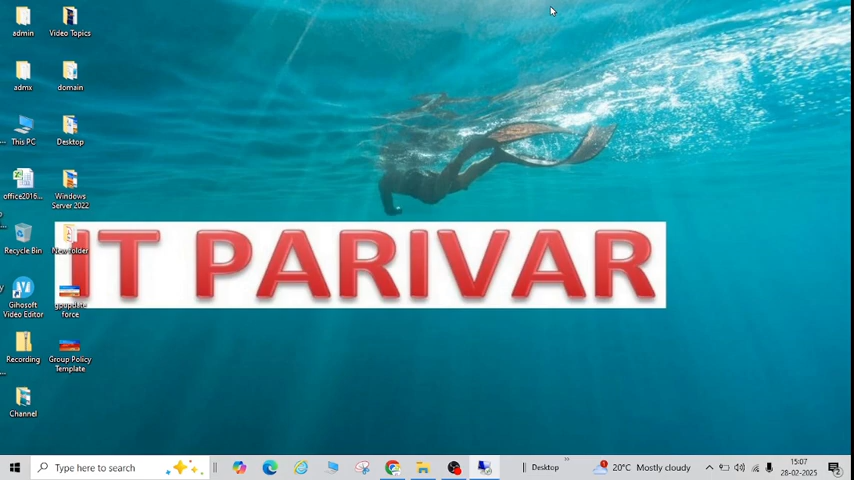 admin
Video Topics
admx
domain
This PC
Desktop
office2016...
Windows
Server 2022
Recycle Bin
New folder
IT PARIVAR
Gihosoft
Video Editor
gpupdate
force
Recording
Group Policy
Template
Channel
Type here to search
Desktop
20°C Mostly cloudy
15:07
28-02-2025
2